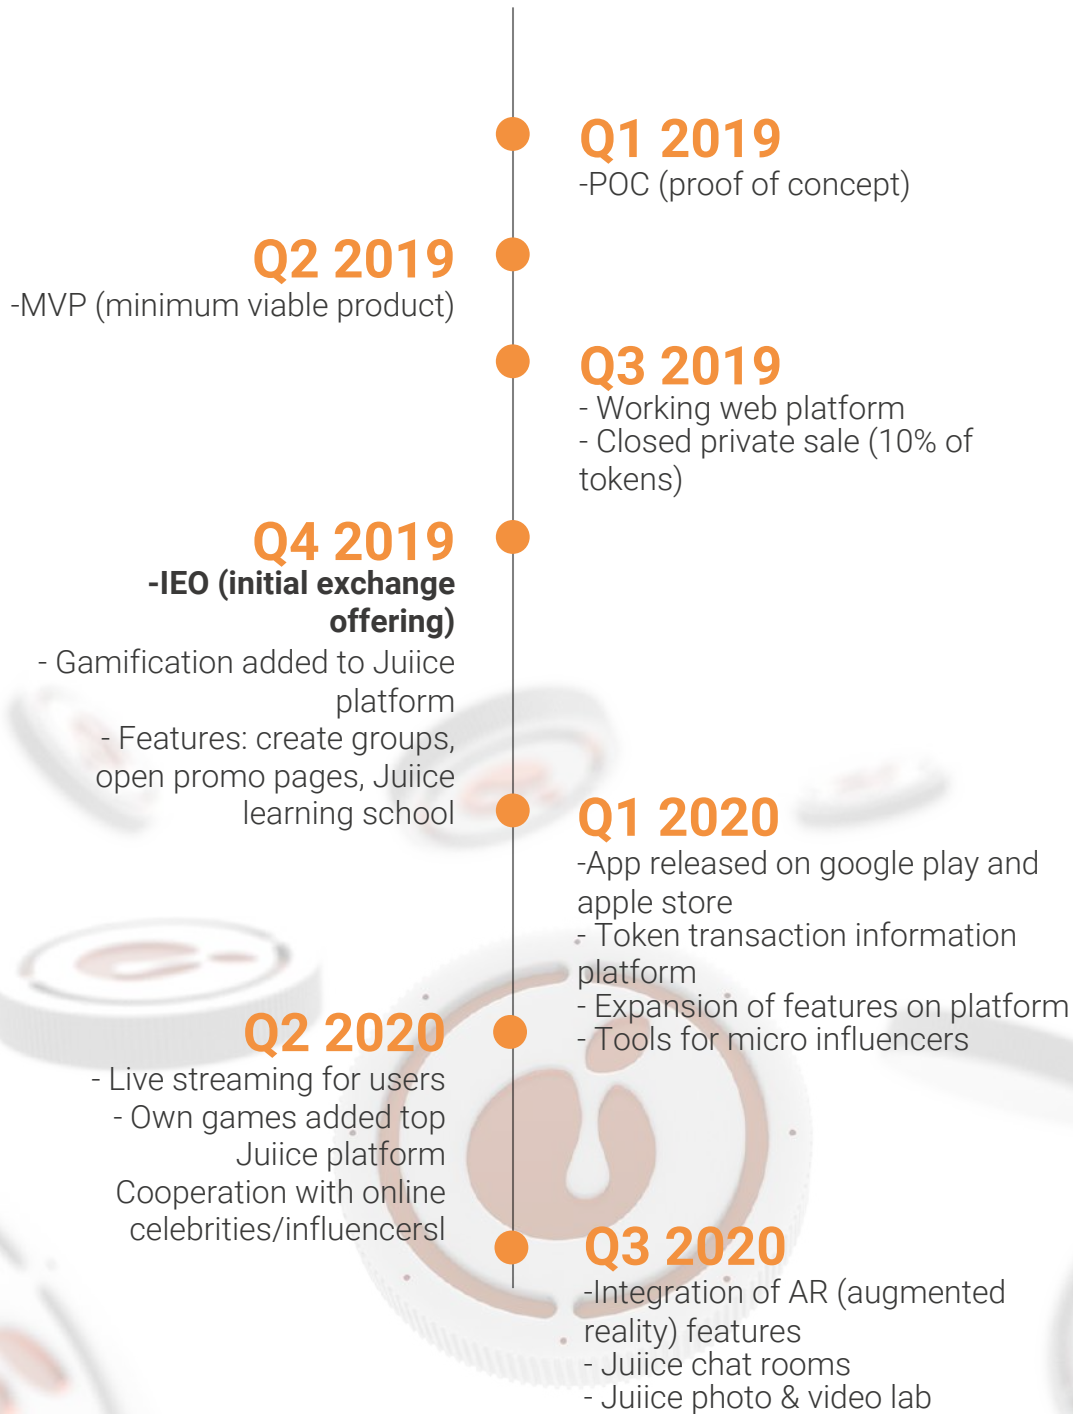 Q1 2019
-POC (proof of concept)
Q2 2019
-MVP (minimum viable product)
Q3 2019
- Working web platform
- Closed private sale (10% of
tokens)
Q4 2019
-IEO (initial exchange
offering)
- Gamification added to Juiice
platform
- Features: create groups,
open promo pages, Juiice
learning school
Q1 2020
-App released on google play and
apple store
- Token transaction information
platform
- Expansion of features on platform
- Tools for micro influencers
Q2 2020
- Live streaming for users
- Own games added top
Juiice platform
Cooperation with online
celebrities/influencersl
Q3 2020
-Integration of AR (augmented
reality) features
- Juiice chat rooms
- Juiice photo & video lab